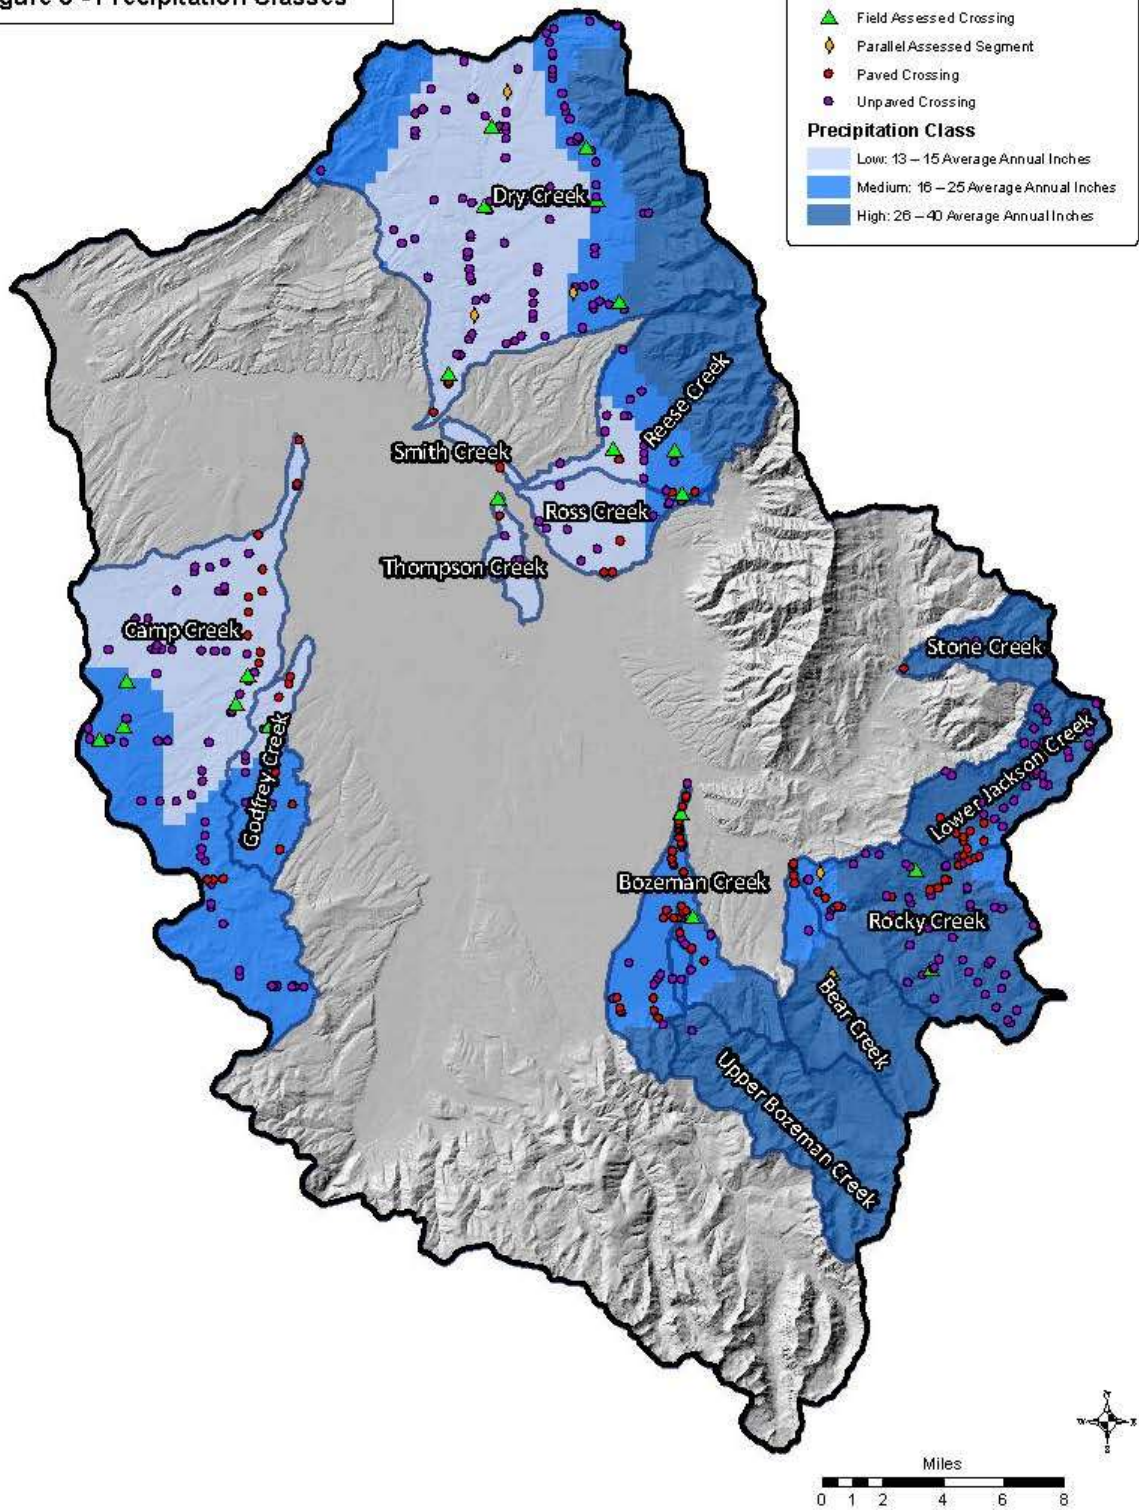 Precipitation Classes
Field Assessed Crossing
Parallel Assessed Segment
Paved Crossing
Unpaved Crossing
Precipitation Class
Low: 13 – 15 Average Annual Inches
Medium: 16 – 25 Average Annual Inches
High: 26 – 40 Average Annual Inches
Dry Creek
Reese Creek
Smith Creek
Ross Creek
Thompson Creek
Camp Creek
Stone Creek
Godfrey Creek
Lower Jackson Creek
Bozeman Creek
Rocky Creek
Bear Creek
Upper Bozeman Creek
N
W E
S
Miles
0 1 2 4 6 8